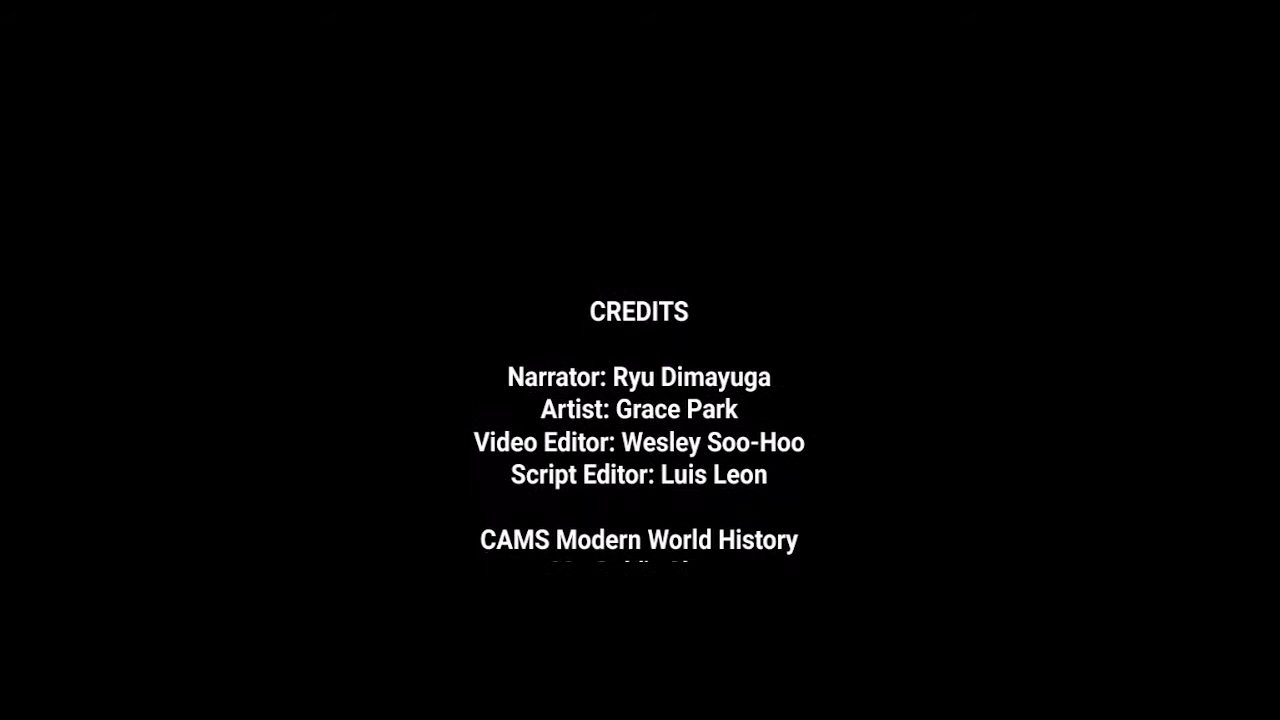 CREDITS
Narrator: Ryu Dimayuga
Artist: Grace Park
Video Editor: Wesley Soo-Hoo
Script Editor: Luis Leon
CAMS Modern World History